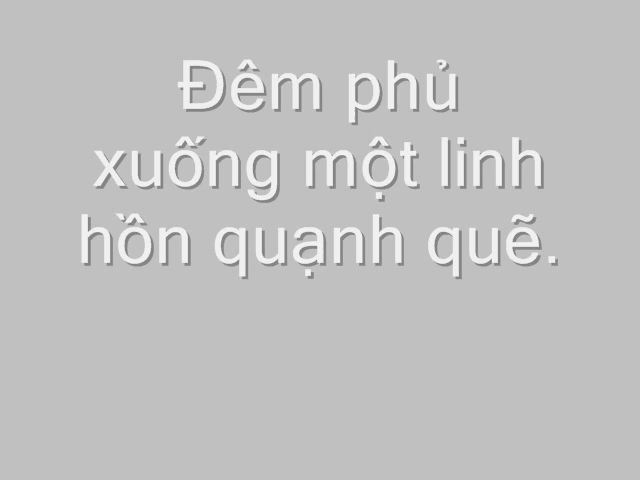 Đêm phủ
xuống một linh
hồn quạnh quẽ.